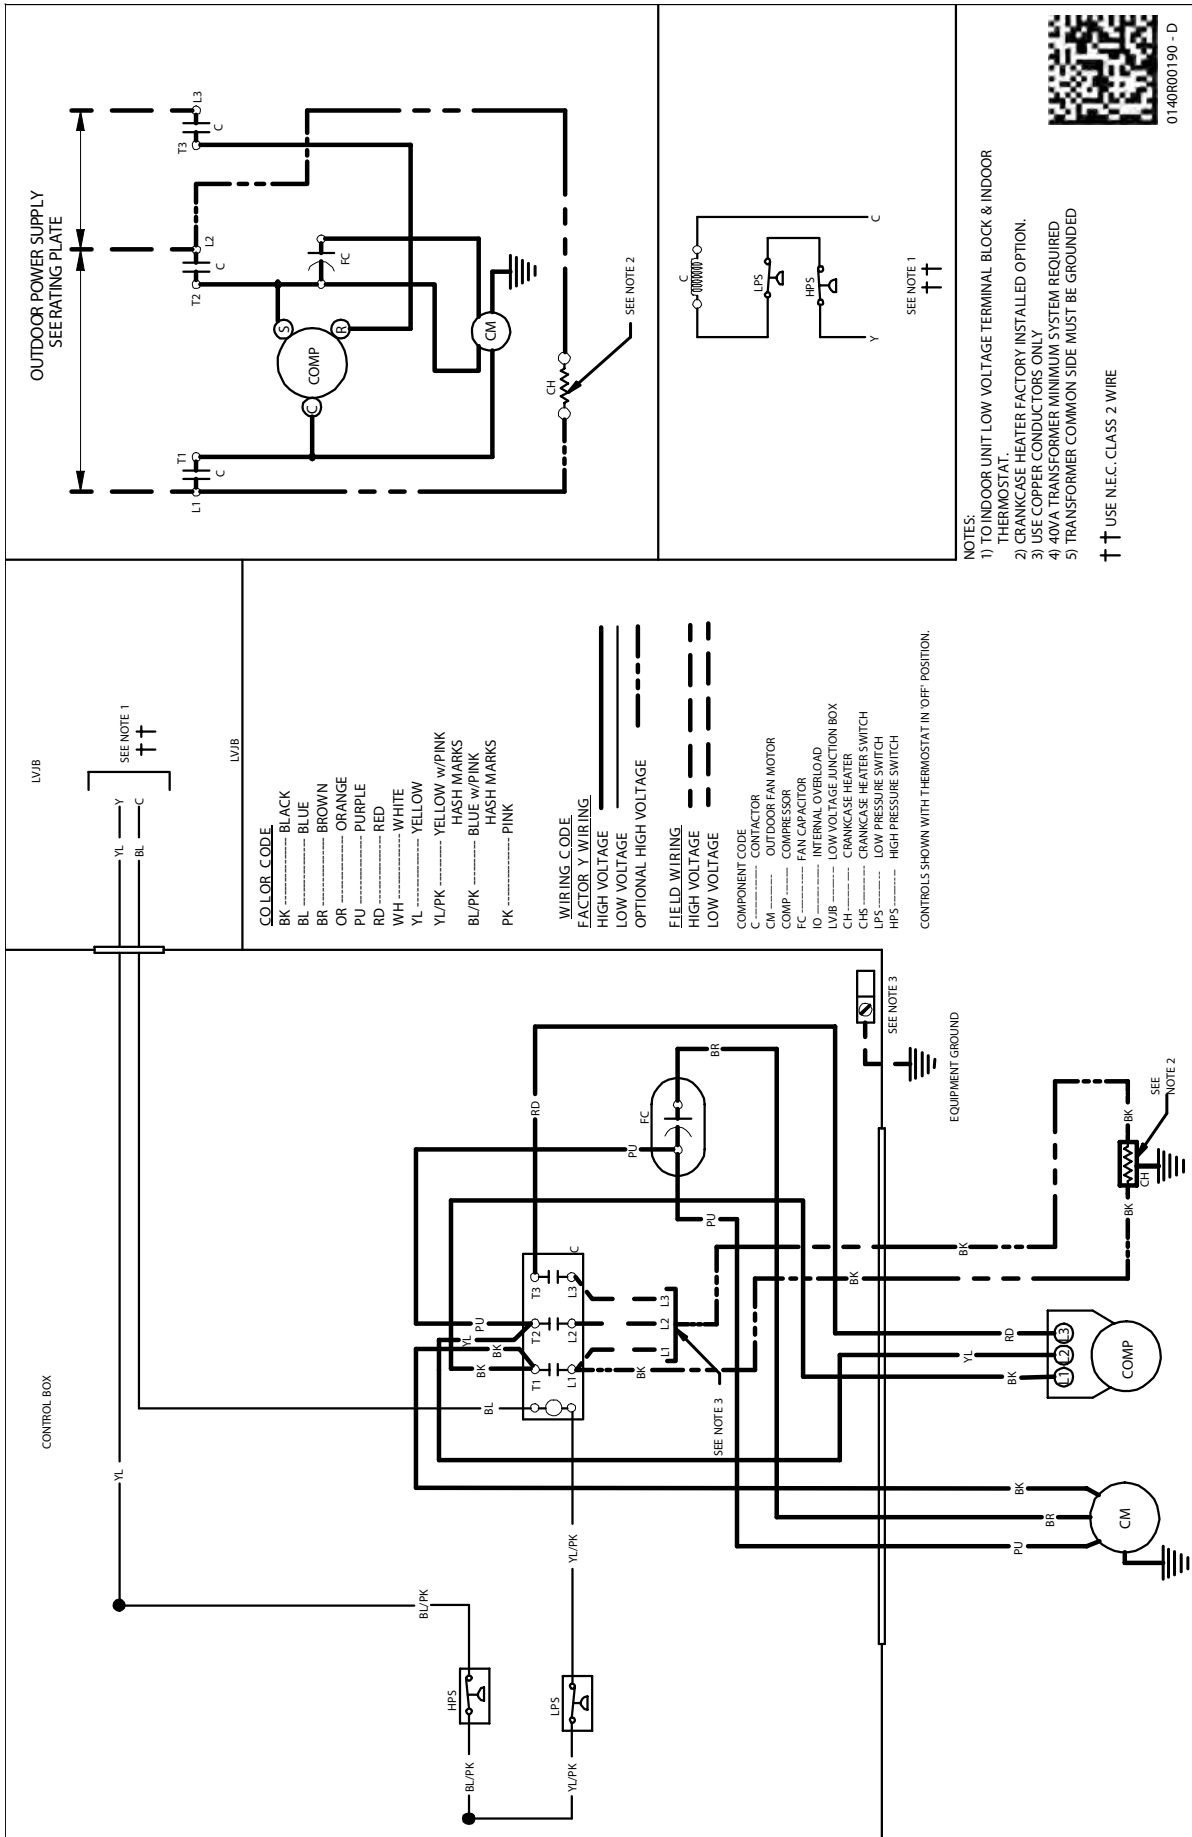 OUTDOOR POWER SUPPLY
SEE RATING PLATE
L1
T1
C
T2
L2
C
T3
L3
C
S
R
C
COMP
FC
CM
CH
SEE NOTE 2
C
LPS
HPS
Y
C
SEE NOTE 1
††
NOTES:
1) TO INDOOR UNIT LOW VOLTAGE TERMINAL BLOCK & INDOOR
THERMOSTAT.
2) CRANKCASE HEATER FACTORY INSTALLED OPTION.
3) USE COPPER CONDUCTORS ONLY
4) 40VA TRANSFORMER MINIMUM SYSTEM REQUIRED
5) TRANSFORMER COMMON SIDE MUST BE GROUNDED
†† USE N.E.C. CLASS 2 WIRE
0140R00190 - D
LVJB
YL
Y
BL
C
SEE NOTE 1
††
LVJB
COLOR CODE
BK ---------- BLACK
BL ---------- BLUE
BR ---------- BROWN
OR ---------- ORANGE
PU ---------- PURPLE
RD ---------- RED
WH ---------- WHITE
YL ---------- YELLOW
YL/PK ---------- YELLOW w/PINK
HASH MARKS
BL/PK ---------- BLUE w/PINK
HASH MARKS
PK ---------- PINK
WIRING CODE
FACTOR Y WIRING
HIGH VOLTAGE
LOW VOLTAGE
OPTIONAL HIGH VOLTAGE
FIELD WIRING
HIGH VOLTAGE
LOW VOLTAGE
COMPONENT CODE
C ---------- CONTACTOR
CM -------- OUTDOOR FAN MOTOR
COMP ------ COMPRESSOR
FC ---------- FAN CAPACITOR
IO ---------- INTERNAL OVERLOAD
LVJB -------- LOW VOLTAGE JUNCTION BOX
CH ---------- CRANKCASE HEATER
CHS -------- CRANKCASE HEATER SWITCH
LPS -------- LOW PRESSURE SWITCH
HPS -------- HIGH PRESSURE SWITCH
CONTROLS SHOWN WITH THERMOSTAT IN 'OFF' POSITION.
CONTROL BOX
YL
BL/PK
HPS
BL/PK
LPS
YL/PK
YL/PK
BL
BK
BK
YL
PU
T1
T2
T3
L1
L2
L3
C
BK
L1
L2
L3
SEE NOTE 3
RD
PU
FC
PU
BR
SEE NOTE 3
EQUIPMENT GROUND
PU
BR
BK
CM
BK
YL
RD
L1
L2
L3
COMP
BK
BK
BK
CH
BK
SEE
NOTE 2